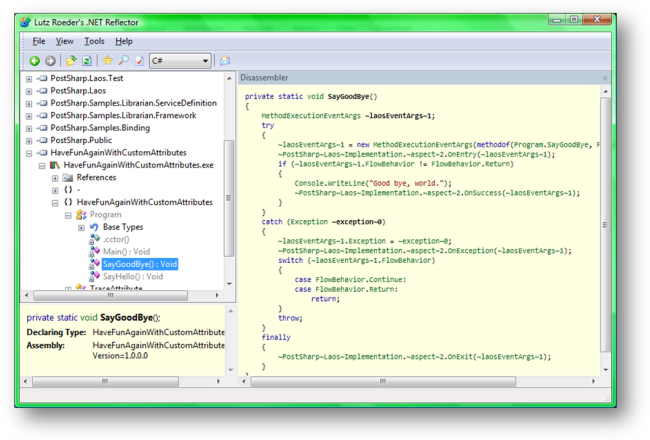 Lutz Roeder's .NET Reflector
File View Tools Help
C#
PostSharp.Laos.Test
PostSharp.Laos
PostSharp.Samples.Librarian.ServiceDefinition
PostSharp.Samples.Librarian.Framework
PostSharp.Samples.Binding
PostSharp.Public
HaveFunAgainWithCustomAttributes
HaveFunAgainWithCustomAttributes.exe
References
{ } -
{ } HaveFunAgainWithCustomAttributes
Program
Base Types
.cctor()
Main() : Void
SayGoodBye() : Void
SayHello() : Void
TraceAttribute
private static void SayGoodBye();
Declaring Type: HaveFunAgainWithCustomAttribute
Assembly: HaveFunAgainWithCustomAttribute
Version=1.0.0.0
Disassembler
private static void SayGoodBye()
{
MethodExecutionEventArgs ~laosEventArgs~1;
try
{
~laosEventArgs~1 = new MethodExecutionEventArgs(methodof(Program.SayGoodBye,
~PostSharp~Laos~Implementation.~aspect~2.OnEntry(~laosEventArgs~1);
if (~laosEventArgs~1.FlowBehavior != FlowBehavior.Return)
{
Console.WriteLine("Good bye, world.");
~PostSharp~Laos~Implementation.~aspect~2.OnSuccess(~laosEventArgs~1);
}
}
catch (Exception ~exception~0)
{
~laosEventArgs~1.Exception = ~exception~0;
~PostSharp~Laos~Implementation.~aspect~2.OnException(~laosEventArgs~1);
switch (~laosEventArgs~1.FlowBehavior)
{
case FlowBehavior.Continue:
case FlowBehavior.Return:
return;
}
throw;
}
finally
{
~PostSharp~Laos~Implementation.~aspect~2.OnExit(~laosEventArgs~1);
}